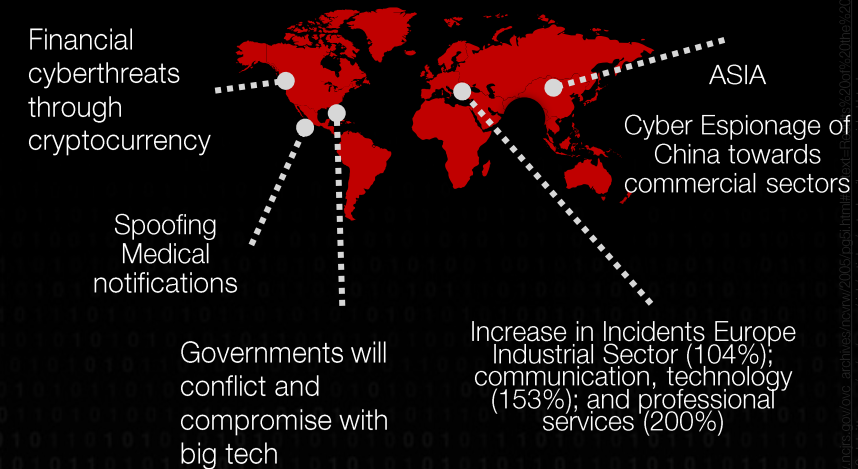 Financial
cyberthreats
through
cryptocurrency
ASIA
Cyber Espionage of
China towards
commercial sectors
Spoofing
Medical
notifications
Governments will
conflict and
compromise with
big tech
Increase in Incidents Europe
Industrial Sector (104%);
communication, technology
(153%); and professional
services (200%)